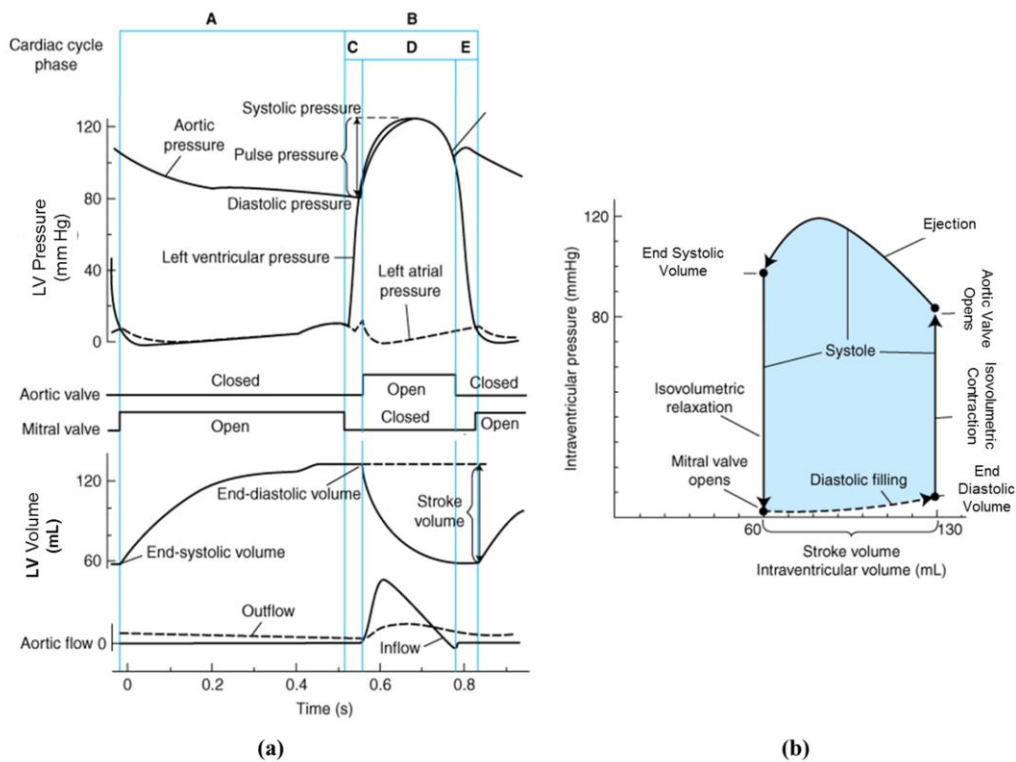 A
B
Cardiac cycle
phase
C
D
E
Systolic pressure
120
Aortic
pressure
Pulse pressure
80
Diastolic pressure
LV Pressure
(mm Hg)
Left ventricular pressure
Left atrial
pressure
40
0
Aortic valve
Closed
Open
Closed
Mitral valve
Open
Closed
Open
LV Volume
(mL)
120
End-diastolic volume
Stroke
volume
60
End-systolic volume
Outflow
Aortic flow 0
Inflow
0
0.2
0.4
0.6
0.8
Time (s)
(a)
Intraventricular pressure (mmHg)
120
Ejection
End Systolic
Volume
Aortic Valve
Opens
80
Systole
Isovolumetric
relaxation
Isovolumetric
Contraction
Mitral valve
opens
Diastolic filling
End
Diastolic
Volume
60
130
Stroke volume
Intraventricular volume (mL)
(b)